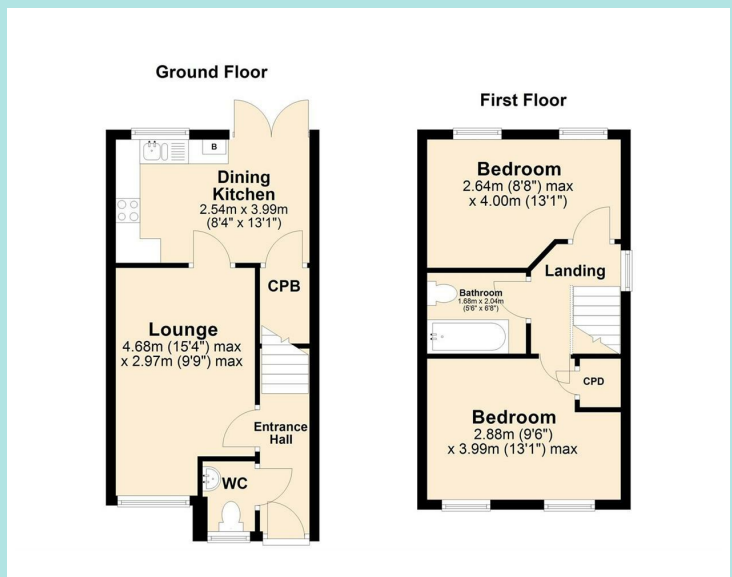 Ground Floor
B
Dining
Kitchen
2.54m x 3.99m
(8'4" x 13'1")
CPB
Lounge
4.68m (15'4") max
x 2.97m (9'9") max
Entrance
Hall
WC
First Floor
Bedroom
2.64m (8'8") max
x 4.00m (13'1")
Landing
Bathroom
1.68m x 2.04m
(5'6" x 6'8")
CPD
Bedroom
2.88m (9'6")
x 3.99m (13'1") max